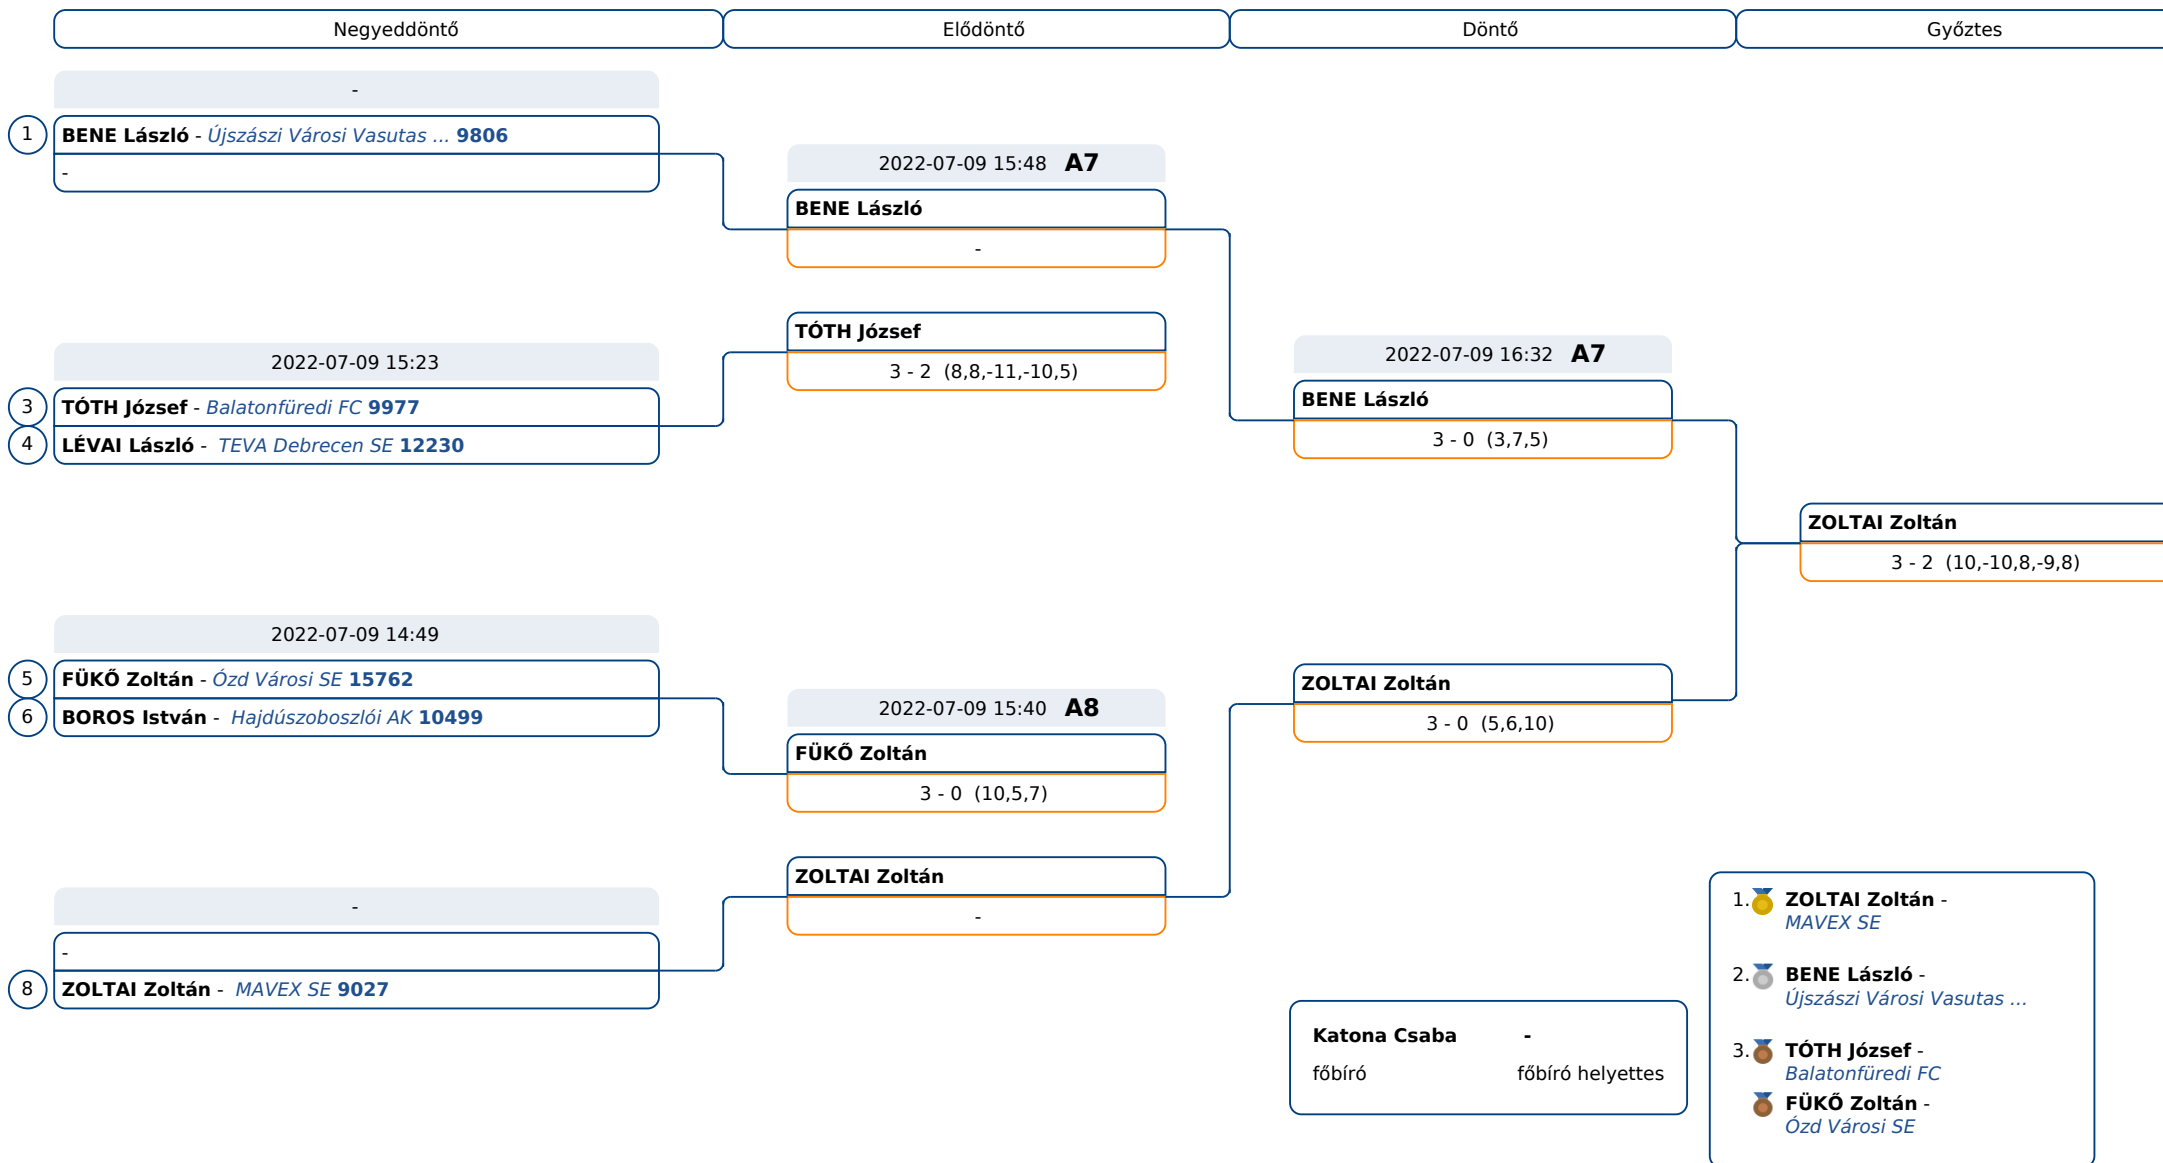 Negyeddöntő
Elődöntő
Döntő
Győztes
-
1 BENE László - Újszászi Városi Vasutas ... 9806
-
2022-07-09 15:48 A7
BENE László
-
TÓTH József
3 - 2 (8,8,-11,-10,5)
2022-07-09 15:23
3 TÓTH József - Balatonfüredi FC 9977
4 LÉVAI László - TEVA Debrecen SE 12230
2022-07-09 16:32 A7
BENE László
3 - 0 (3,7,5)
ZOLTAI Zoltán
3 - 2 (10,-10,8,-9,8)
2022-07-09 14:49
5 FÜKŐ Zoltán - Ózd Városi SE 15762
6 BOROS István - Hajdúszoboszlói AK 10499
2022-07-09 15:40 A8
FÜKŐ Zoltán
3 - 0 (10,5,7)
ZOLTAI Zoltán
3 - 0 (5,6,10)
ZOLTAI Zoltán
-
-
-
8 ZOLTAI Zoltán - MAVEX SE 9027
Katona Csaba -
főbíró főbíró helyettes
1. ZOLTAI Zoltán -
MAVEX SE
2. BENE László -
Újszászi Városi Vasutas ...
3. TÓTH József -
Balatonfüredi FC
FÜKŐ Zoltán -
Ózd Városi SE